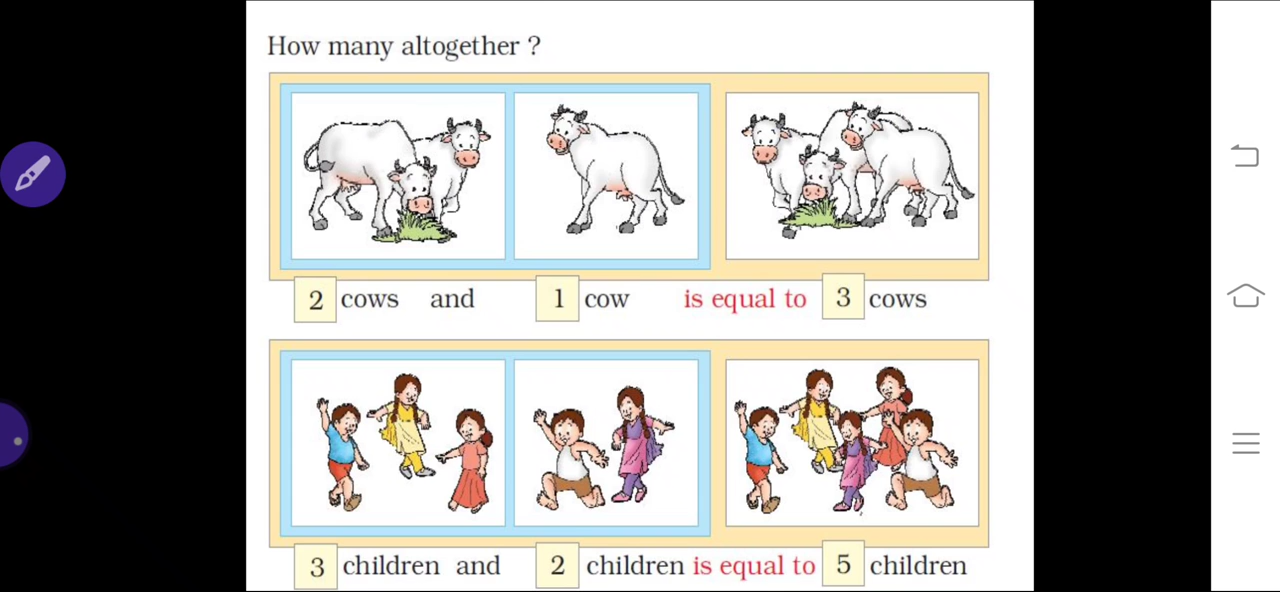 How many altogether ?
2 cows and 1 cow is equal to 3 cows
3 children and 2 children is equal to 5 children